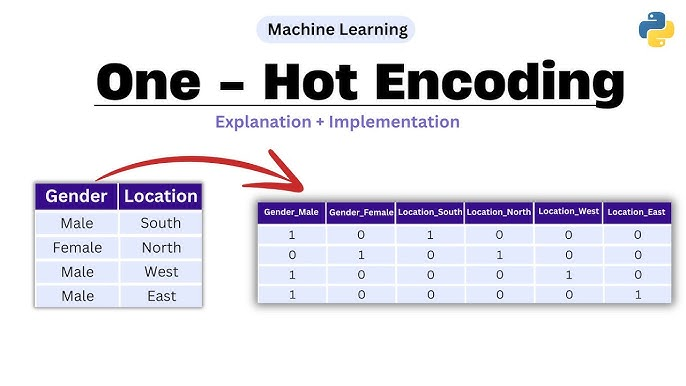 Machine Learning
One - Hot Encoding
Explanation + Implementation
Gender Location
Male South
Female North
Male West
Male East
Gender_Male Gender_Female Location_South Location_North Location_West Location_East
1 0 1 0 0 0
0 1 0 1 0 0
1 0 0 0 1 0
1 0 0 0 0 1